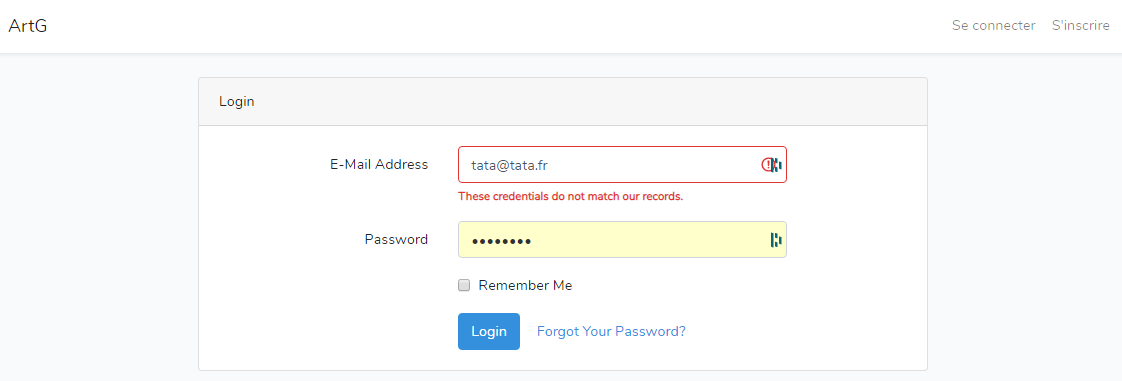 ArtG
Se connecter S'inscrire
Login
E-Mail Address tata@tata.fr
These credentials do not match our records.
Password ••••••••
Remember Me
Login Forgot Your Password?